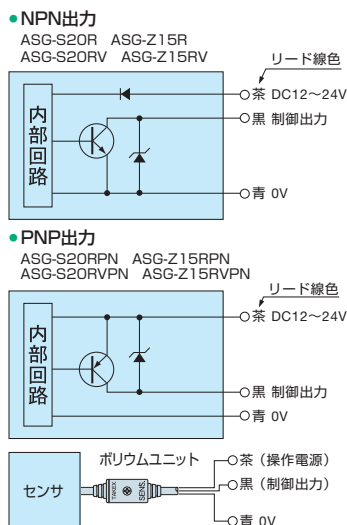 ●NPN出力
ASG-S20R ASG-Z15R
ASG-S20RV ASG-Z15RV
リード線色
内部回路
茶 DC12～24V
黒 制御出力
青 0V
●PNP出力
ASG-S20RPN ASG-Z15RPN
ASG-S20RVPN ASG-Z15RVPN
リード線色
内部回路
茶 DC12～24V
黒 制御出力
青 0V
ボリウムユニット
センサ
TAKEX
SENS.
茶（操作電源）
黒（制御出力）
青 0V